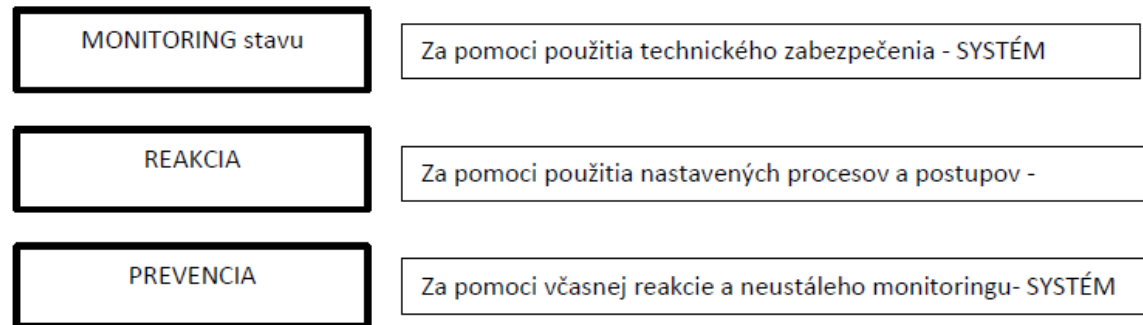 MONITORING stavu
Za pomoci použitia technického zabezpečenia - SYSTÉM
REAKCIA
Za pomoci použitia nastavených procesov a postupov -
PREVENCIA
Za pomoci včasnej reakcie a neustáleho monitoringu- SYSTÉM